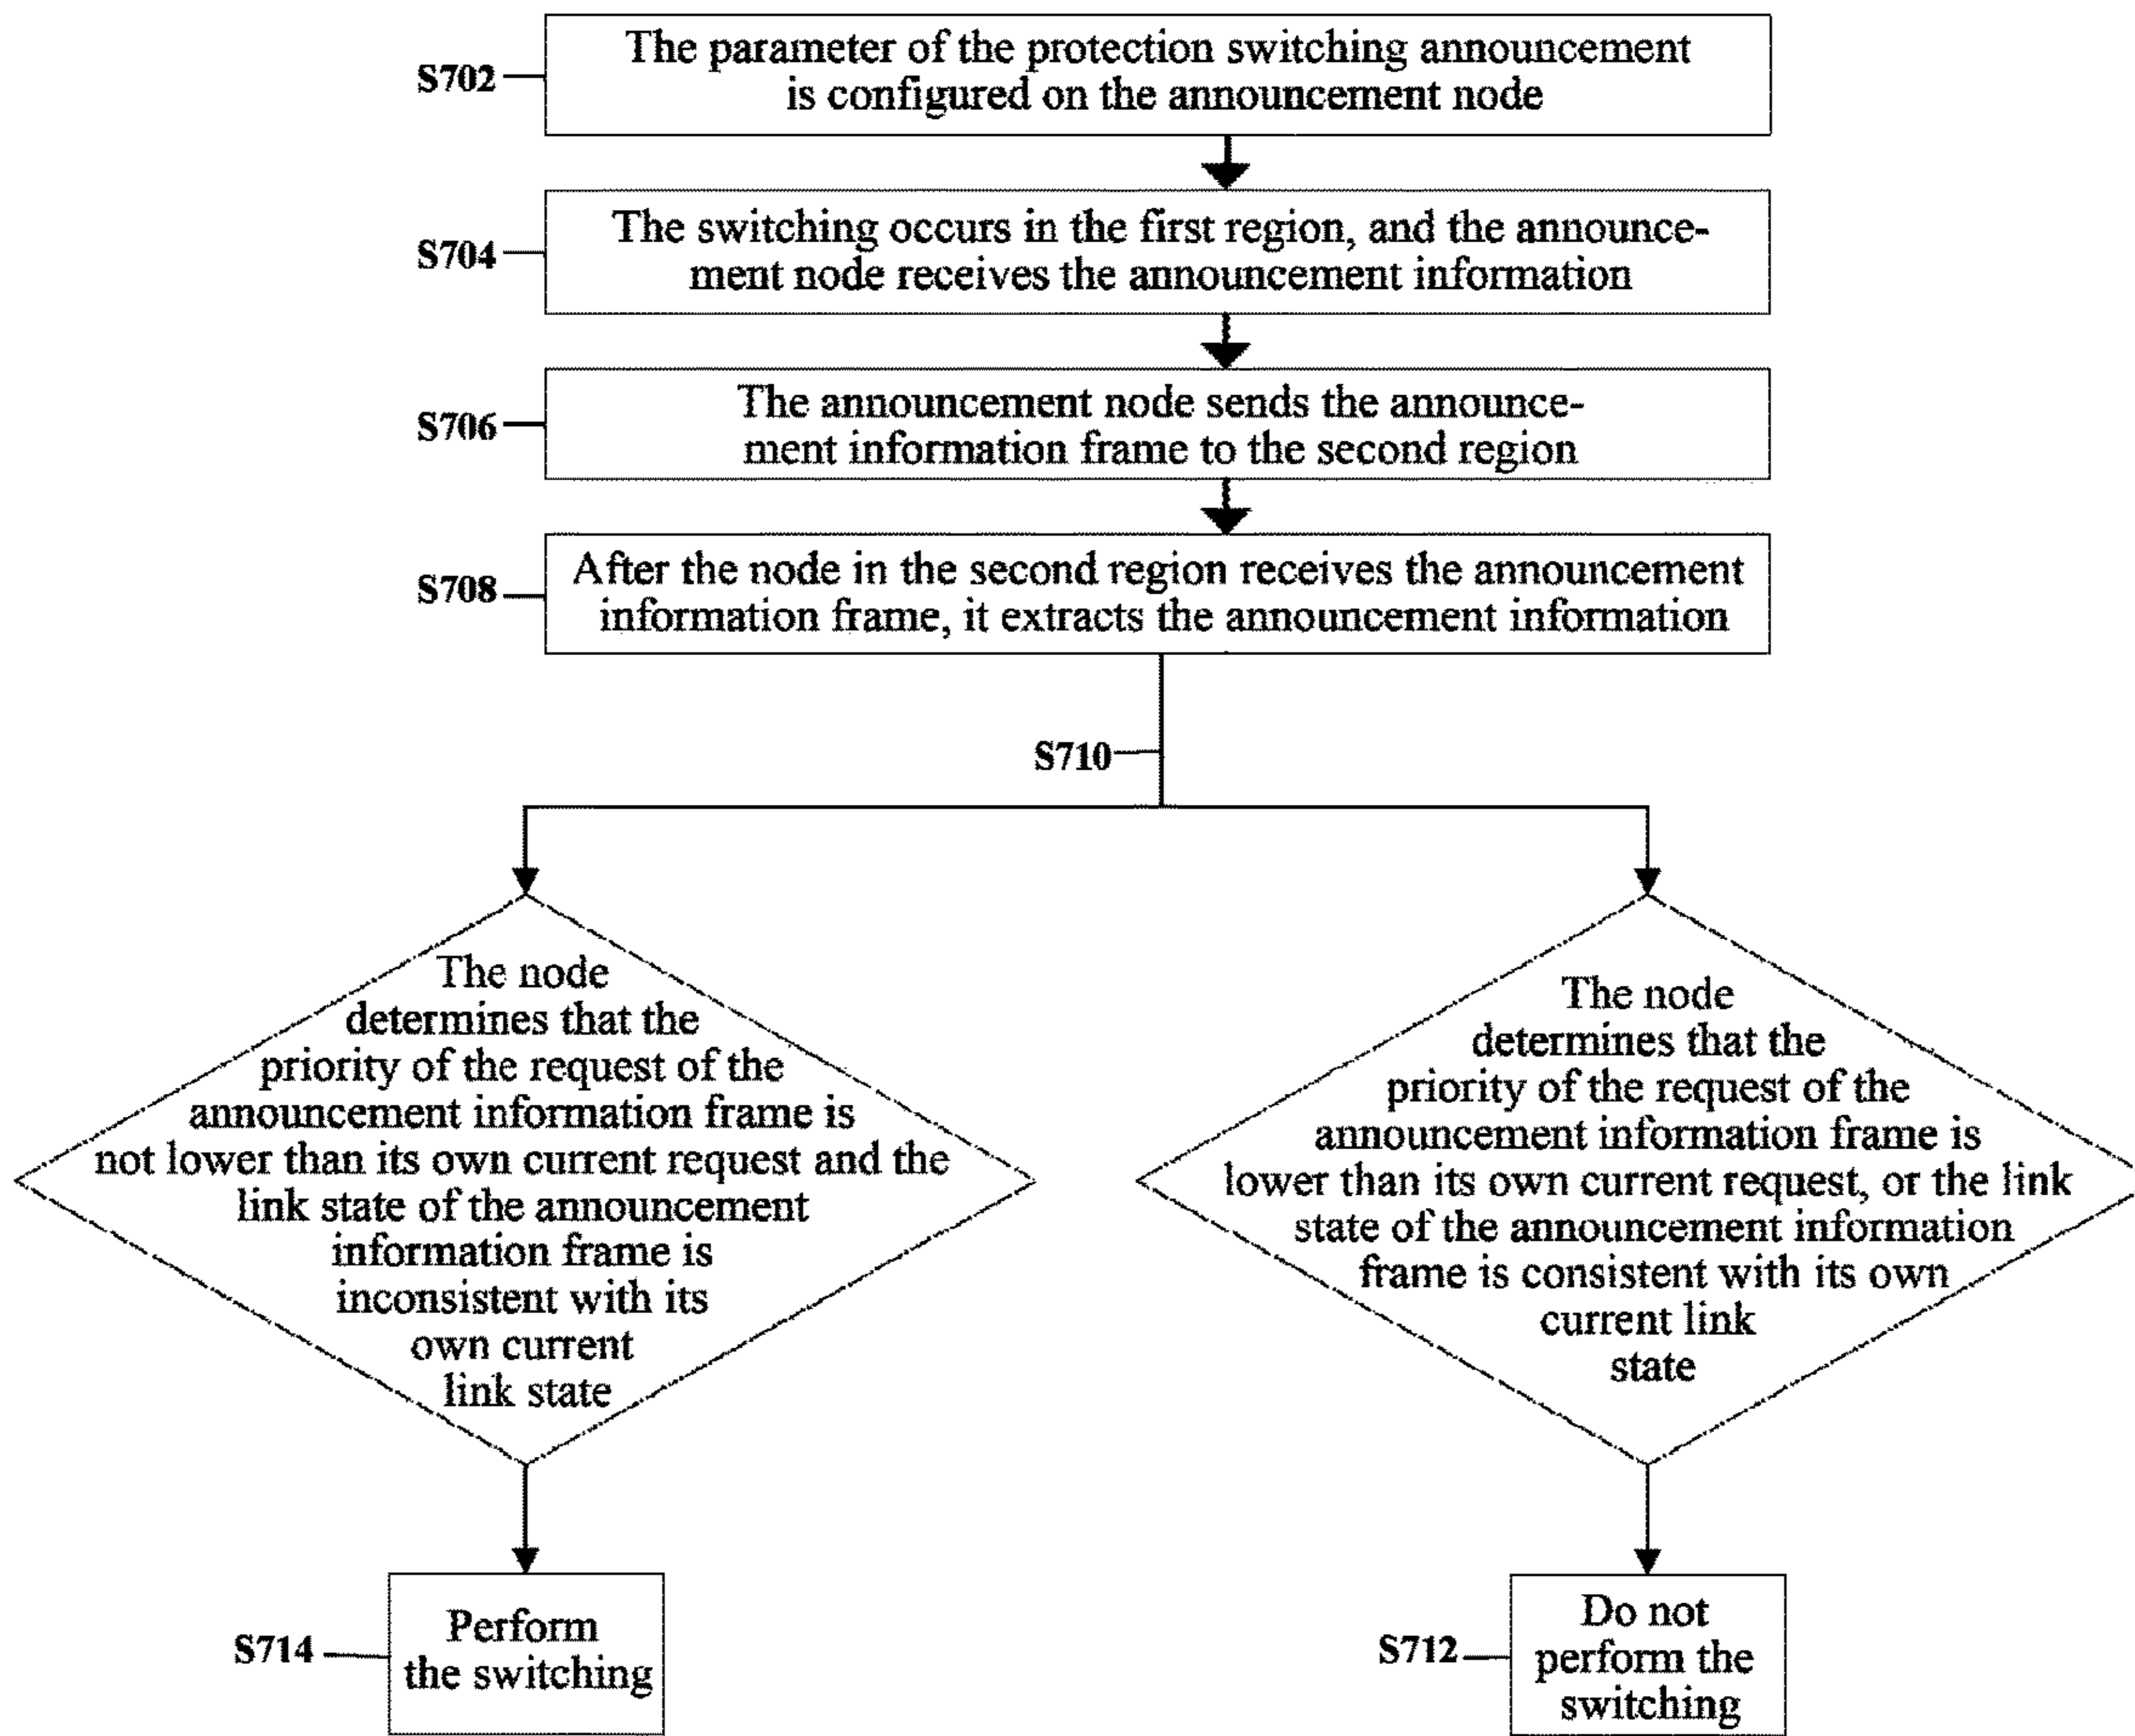 The parameter of the protection switching announcement
is configured on the announcement node
S702
The switching occurs in the first region, and the announce-
ment node receives the announcement information
S704
The announcement node sends the announce-
ment information frame to the second region
S706
After the node in the second region receives the announcement
information frame, it extracts the announcement information
S708
S710
The node
determines that the
priority of the request of the
announcement information frame is
not lower than its own current request and the
link state of the announcement
information frame is
inconsistent with its
own current
link state
The node
determines that the
priority of the request of the
announcement information frame is
lower than its own current request, or the link
state of the announcement information
frame is consistent with its own
current link
state
S714
Perform
the switching
S712
Do not
perform the
switching